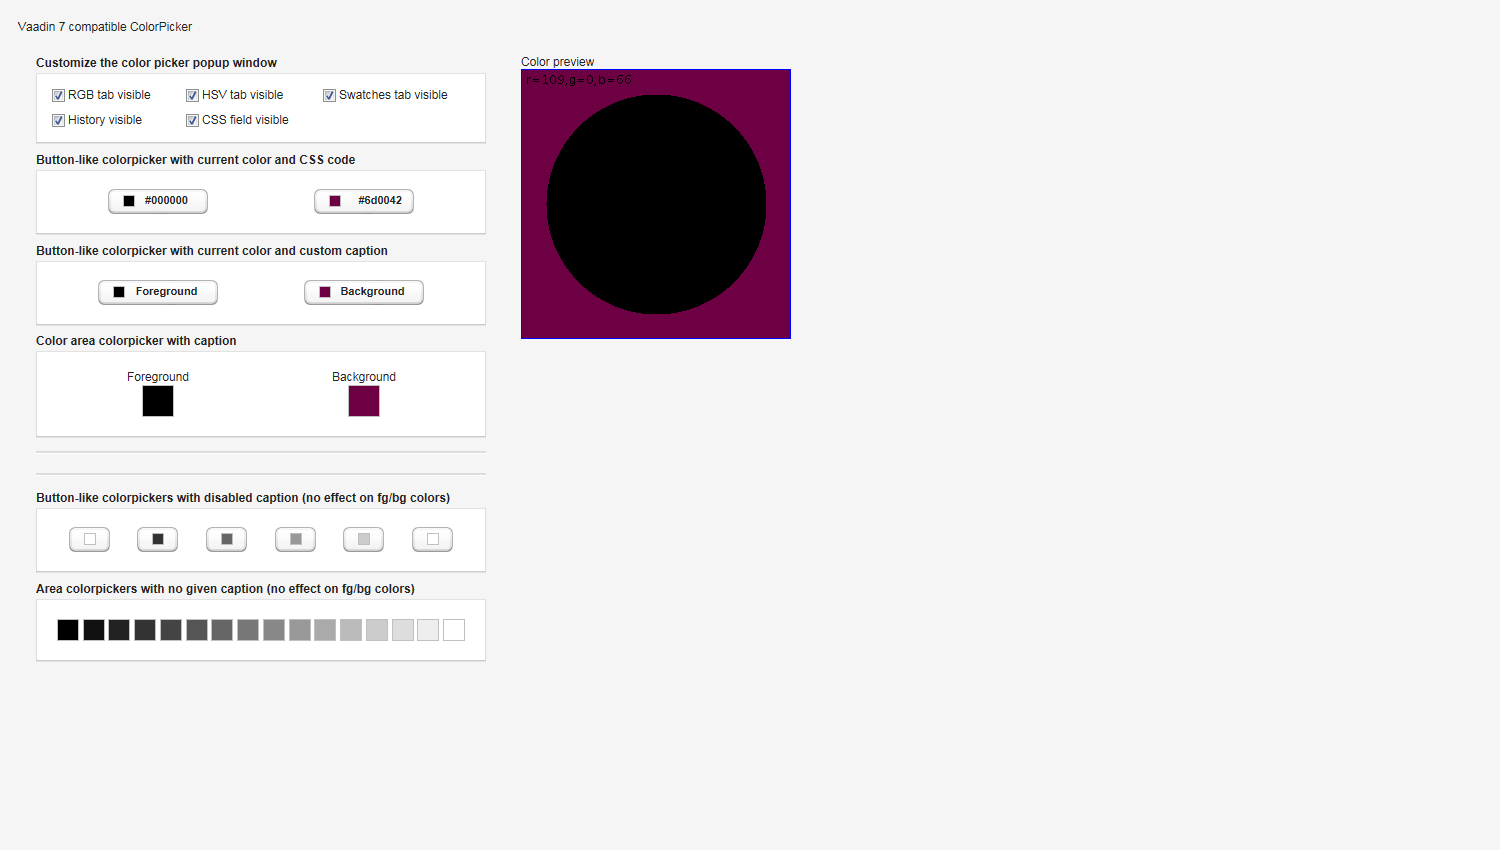 Vaadin 7 compatible ColorPicker
Customize the color picker popup window
RGB tab visible HSV tab visible Swatches tab visible
History visible CSS field visible
Button-like colorpicker with current color and CSS code
#000000 #6d0042
Button-like colorpicker with current color and custom caption
Foreground Background
Color area colorpicker with caption
Foreground Background
Button-like colorpickers with disabled caption (no effect on fg/bg colors)
Area colorpickers with no given caption (no effect on fg/bg colors)
Color preview
r=109,g=0,b=66